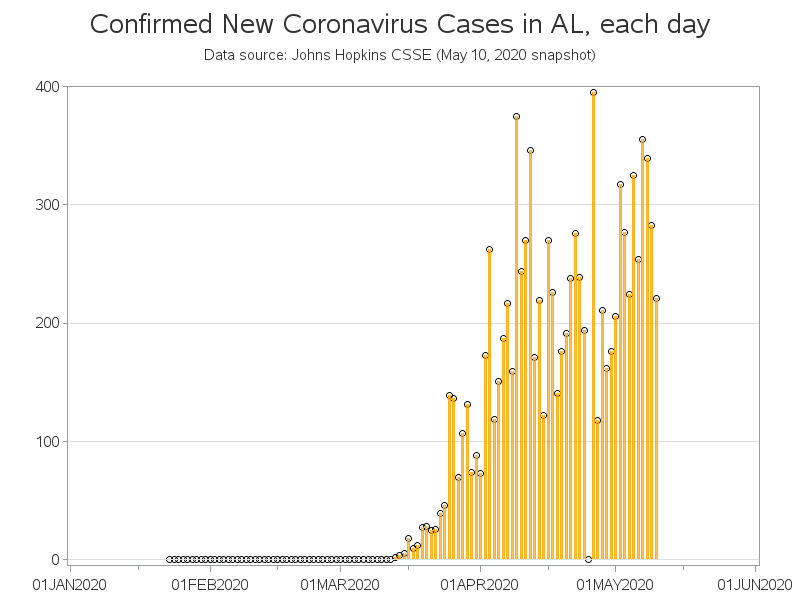 Confirmed New Coronavirus Cases in AL, each day
Data source: Johns Hopkins CSSE (May 10, 2020 snapshot)
400
300
200
100
0
01JAN2020 01FEB2020 01MAR2020 01APR2020 01MAY2020 01JUN2020